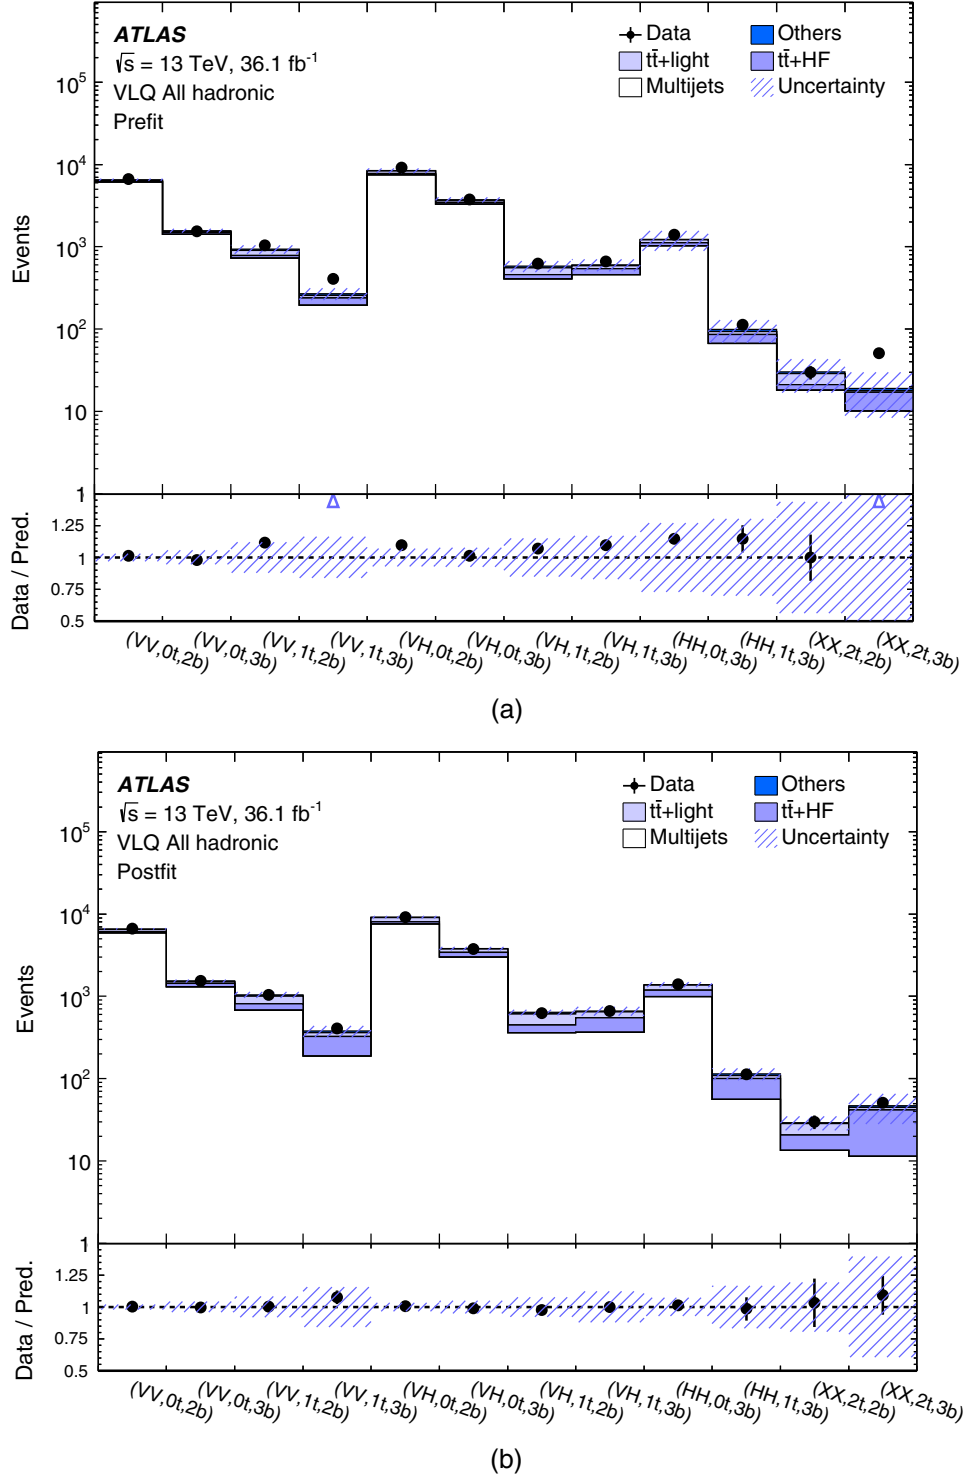 ATLAS
√s = 13 TeV, 36.1 fb⁻¹
VLQ All hadronic
Prefit
Data
Others
tt̄+light
tt̄+HF
Multijets
Uncertainty
Events
10⁵
10⁴
10³
10²
10
1
Data / Pred.
1.25
1
0.75
0.5
(VV,0t,2b)
(VV,0t,3b)
(VV,1t,2b)
(VV,1t,3b)
(VH,0t,2b)
(VH,0t,3b)
(VH,1t,2b)
(VH,1t,3b)
(HH,0t,3b)
(HH,1t,3b)
(XX,2t,2b)
(XX,2t,3b)
(a)
ATLAS
√s = 13 TeV, 36.1 fb⁻¹
VLQ All hadronic
Postfit
Data
Others
tt̄+light
tt̄+HF
Multijets
Uncertainty
Events
10⁵
10⁴
10³
10²
10
1
Data / Pred.
1.25
1
0.75
0.5
(VV,0t,2b)
(VV,0t,3b)
(VV,1t,2b)
(VV,1t,3b)
(VH,0t,2b)
(VH,0t,3b)
(VH,1t,2b)
(VH,1t,3b)
(HH,0t,3b)
(HH,1t,3b)
(XX,2t,2b)
(XX,2t,3b)
(b)